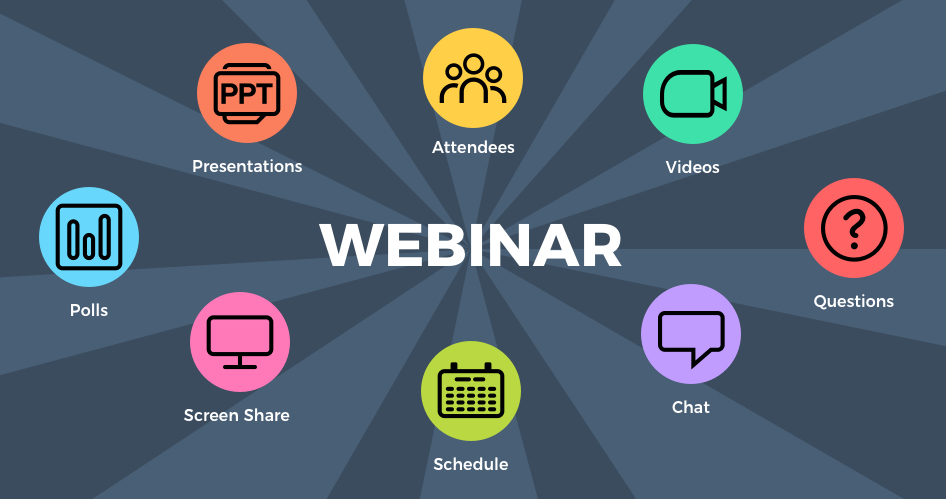 PPT
Presentations
Attendees
Videos
WEBINAR
Polls
Questions
Screen Share
Chat
Schedule